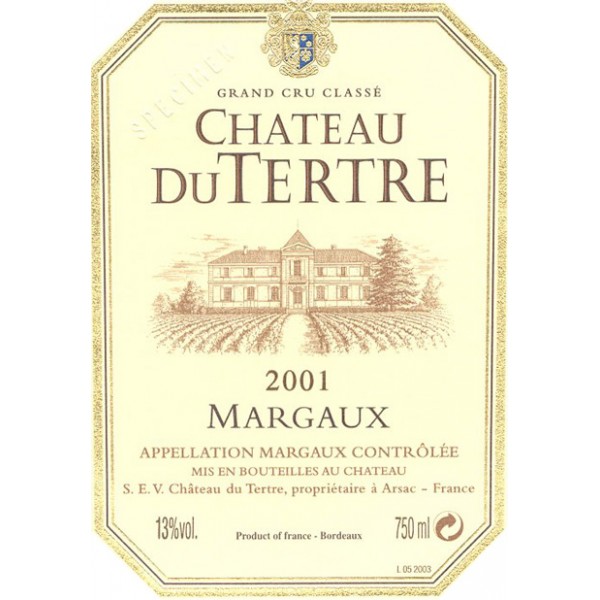 SPECIMEN
GRAND CRU CLASSÉ
CHATEAU
DU TERTRE
2001
MARGAUX
APPELLATION MARGAUX CONTRÔLÉE
MIS EN BOUTEILLES AU CHATEAU
S. E. V. Château du Tertre, propriétaire à Arsac - France
13%vol.
Product of france - Bordeaux
750 ml
L 05 2003